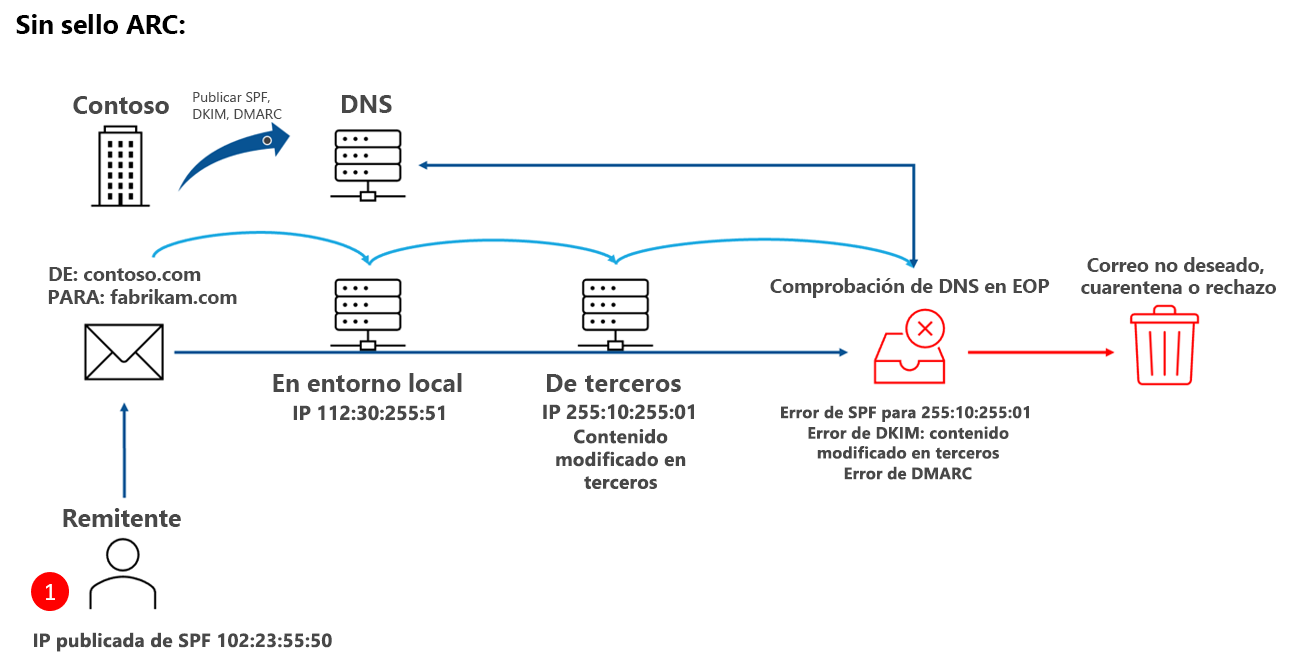 Sin sello ARC:
Contoso
Publicar SPF,
DKIM, DMARC
DNS
DE: contoso.com
PARA: fabrikam.com
Comprobación de DNS en EOP
Correo no deseado,
cuarentena o rechazo
En entorno local
IP 112:30:255:51
De terceros
IP 255:10:255:01
Contenido
modificado en
terceros
Error de SPF para 255:10:255:01
Error de DKIM: contenido
modificado en terceros
Error de DMARC
Remitente
1
IP publicada de SPF 102:23:55:50